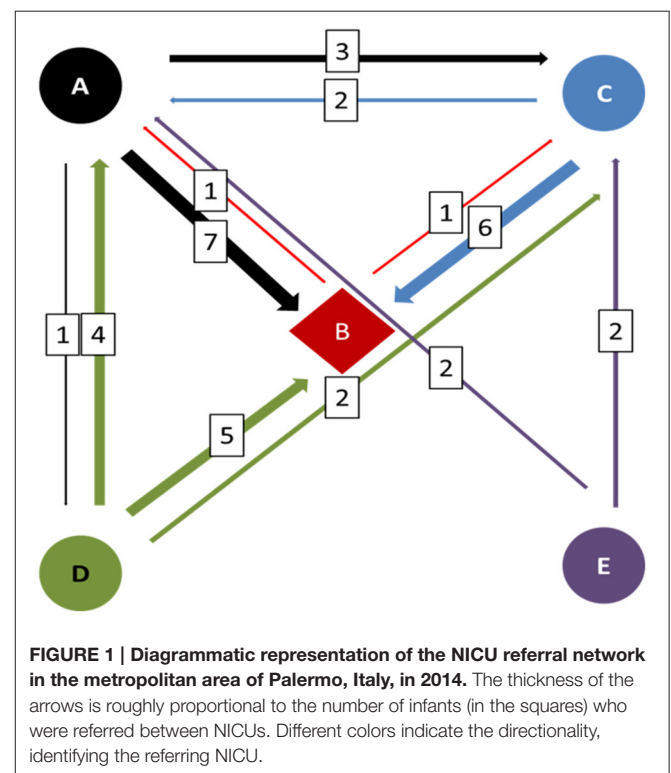 A
3
C
2
1
7
1
6
B
1
4
2
2
2
5
D
E
FIGURE 1 | Diagrammatic representation of the NICU referral network
in the metropolitan area of Palermo, Italy, in 2014. The thickness of the
arrows is roughly proportional to the number of infants (in the squares) who
were referred between NICUs. Different colors indicate the directionality,
identifying the referring NICU.